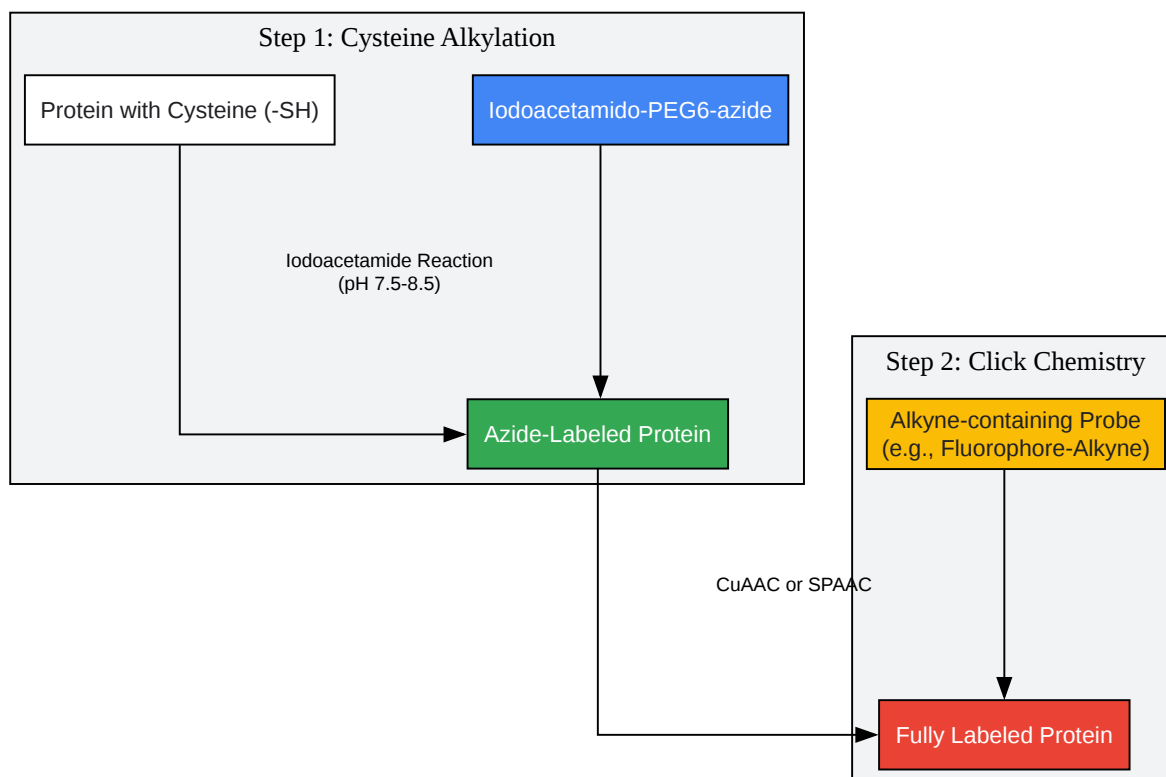 Step 1: Cysteine Alkylation
Protein with Cysteine (-SH)
Iodoacetamido-PEG6-azide
Iodoacetamide Reaction
(pH 7.5-8.5)
Azide-Labeled Protein
Step 2: Click Chemistry
Alkyne-containing Probe
(e.g., Fluorophore-Alkyne)
CuAAC or SPAAC
Fully Labeled Protein